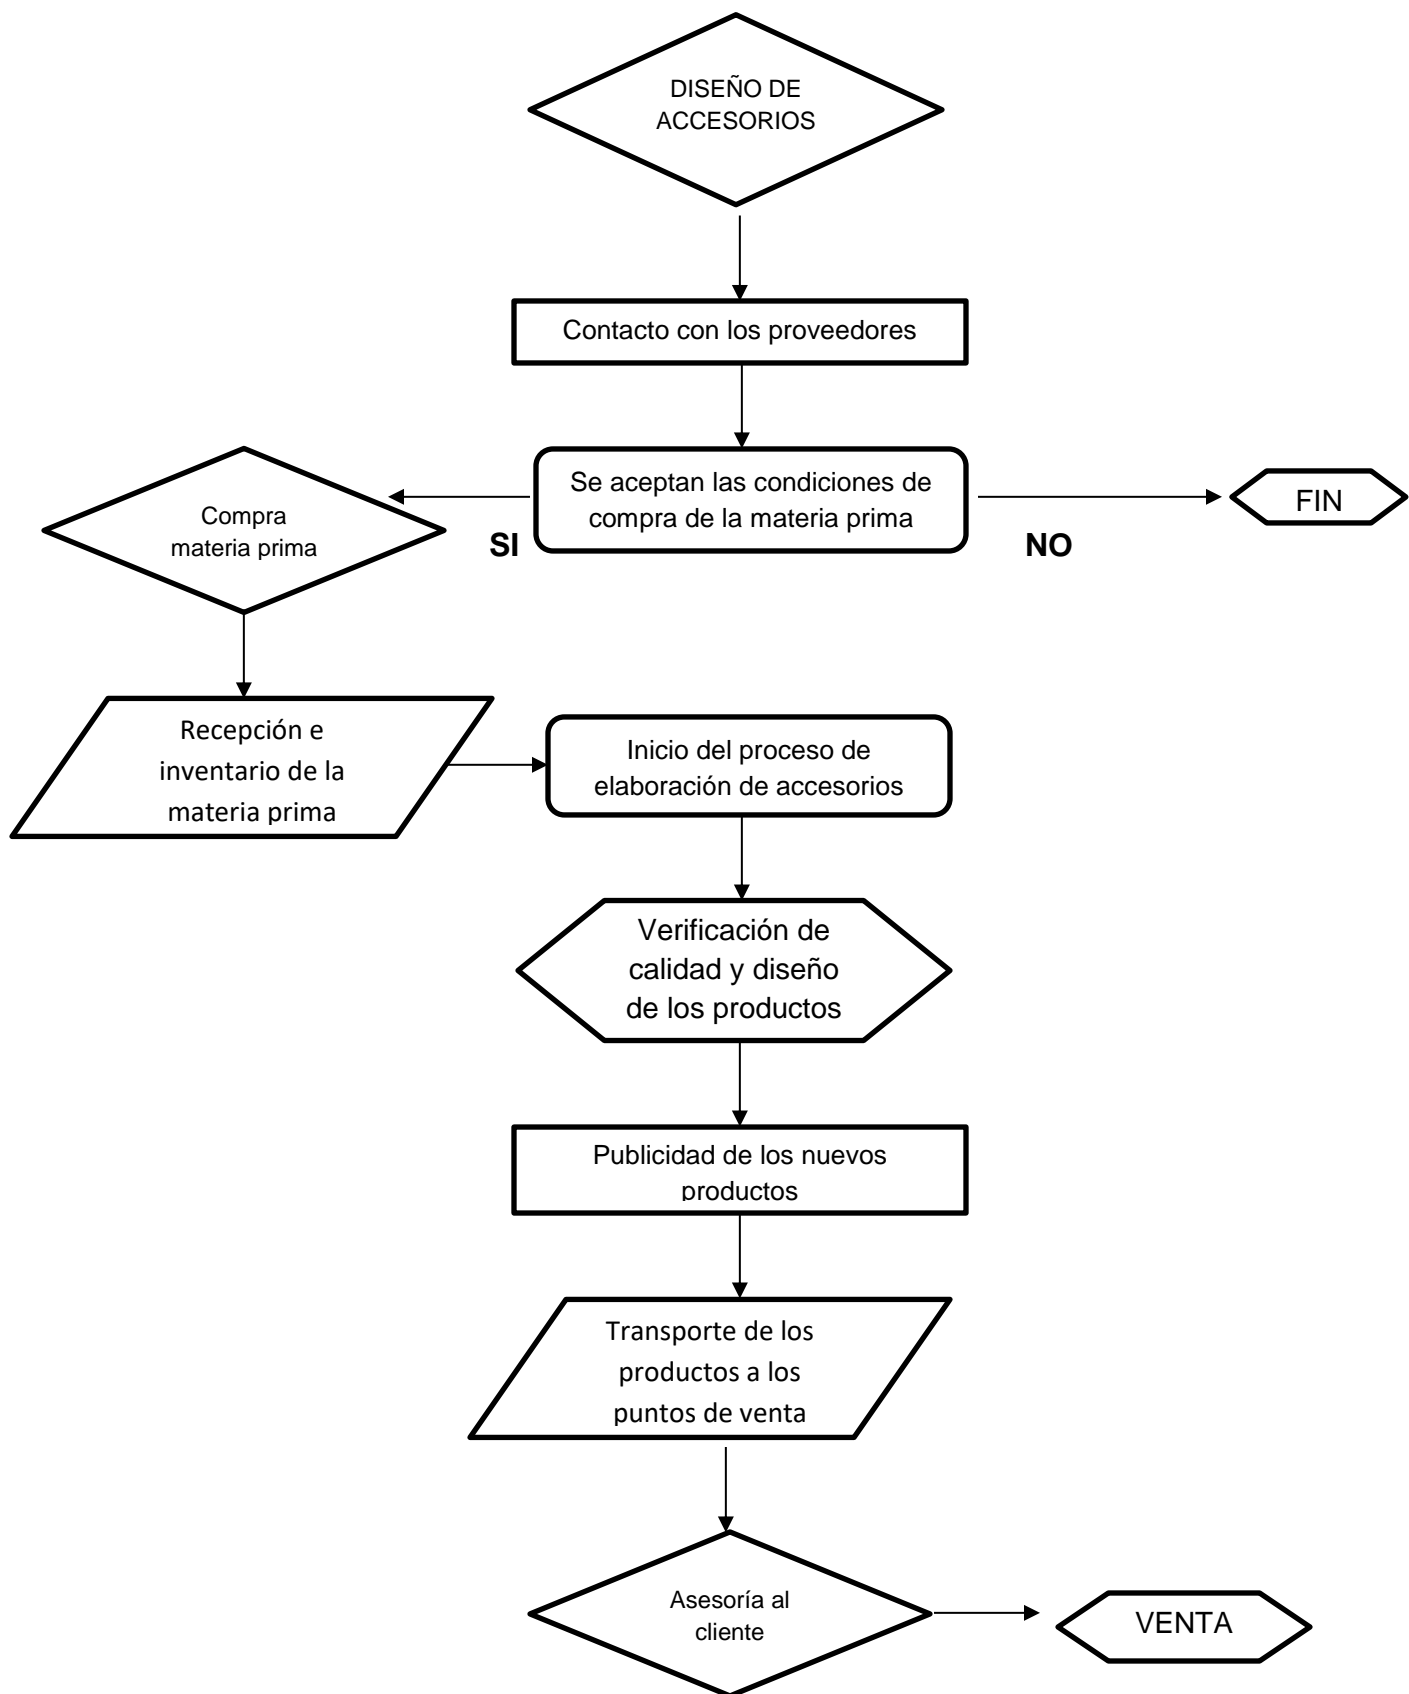 DISEÑO DE
ACCESORIOS
Contacto con los proveedores
Se aceptan las condiciones de
compra de la materia prima
SI
NO
FIN
Compra
materia prima
Recepción e
inventario de la
materia prima
Inicio del proceso de
elaboración de accesorios
Verificación de
calidad y diseño
de los productos
Publicidad de los nuevos
productos
Transporte de los
productos a los
puntos de venta
Asesoría al
cliente
VENTA